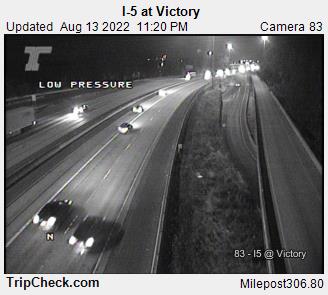 I-5 at Victory
Updated Aug 13 2022 11:20 PM Camera 83
T
LOW PRESSURE
N
83 - I5 @ Victory
TripCheck.com Milepost306.80